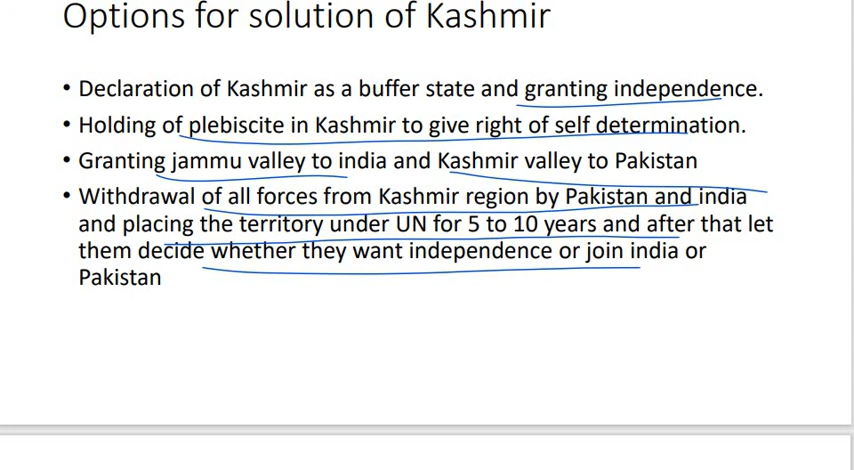 Options for solution of Kashmir
• Declaration of Kashmir as a buffer state and granting independence.
• Holding of plebiscite in Kashmir to give right of self determination.
• Granting jammu valley to india and Kashmir valley to Pakistan
• Withdrawal of all forces from Kashmir region by Pakistan and india
and placing the territory under UN for 5 to 10 years and after that let
them decide whether they want independence or join india or
Pakistan